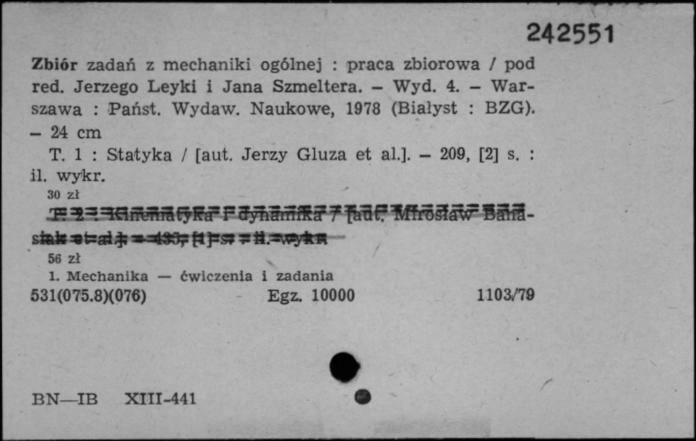 242551
Zbiór zadań z mechaniki ogólnej : praca zbiorowa / pod
red. Jerzego Leyki i Jana Szmeltera. — Wyd. 4. — War-
szawa : Państ. Wydaw. Naukowe, 1978 (Białyst : BZG).
— 24 cm
T. 1 : Statyka / [aut. Jerzy Gluza et al.]. — 209, [2] s. :
il. wykr.
30 zł
T. 2 : Kinematyka i dynamika / [aut. Mirosław Bana-
siak et al.]. — 435, [1] s. : il. wykr.
56 zł
1. Mechanika — ćwiczenia i zadania
531(075.8)(076) Egz. 10000 1103/79
BN—IB XIII-441